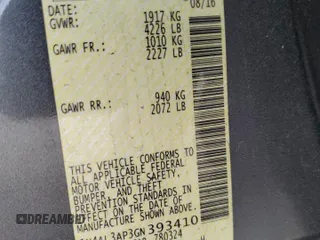 DATE: 08/16
GVWR: 1917 KG
4226 LB
GAWR FR: 1010 KG
2227 LB
GAWR RR: 940 KG
2072 LB
THIS VEHICLE CONFORMS TO
ALL APPLICABLE FEDERAL
MOTOR VEHICLE SAFETY,
BUMPER, AND THEFT
PREVENTION STANDARDS IN
EFFECT ON THE DATE OF
MANUFACTURE SHOWN ABOVE.
3AP3GN393410
780324
DREAMBID